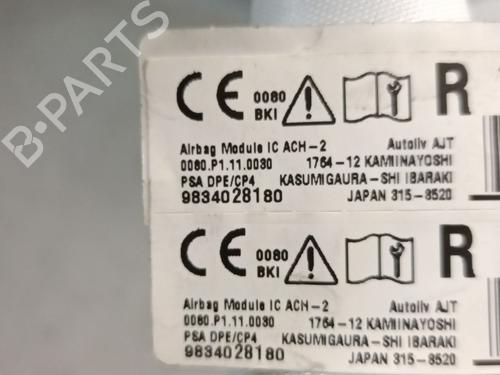 CE 0080 BKI R
Airbag Module IC ACH-2 Autoliv AJT
0080.P1.11.0030 1764-12 KAMIINAYOSHI
PSA DPE/CP4 KASUMIGAURA-SHI IBARAKI
9834028180 JAPAN 315-8520
CE 0080 BKI R
Airbag Module IC ACH-2 Autoliv AJT
0080.P1.11.0030 1764-12 KAMIINAYOSHI
PSA DPE/CP4 KASUMIGAURA-SHI IBARAKI
9834028180 JAPAN 315-8520
B-PARTS